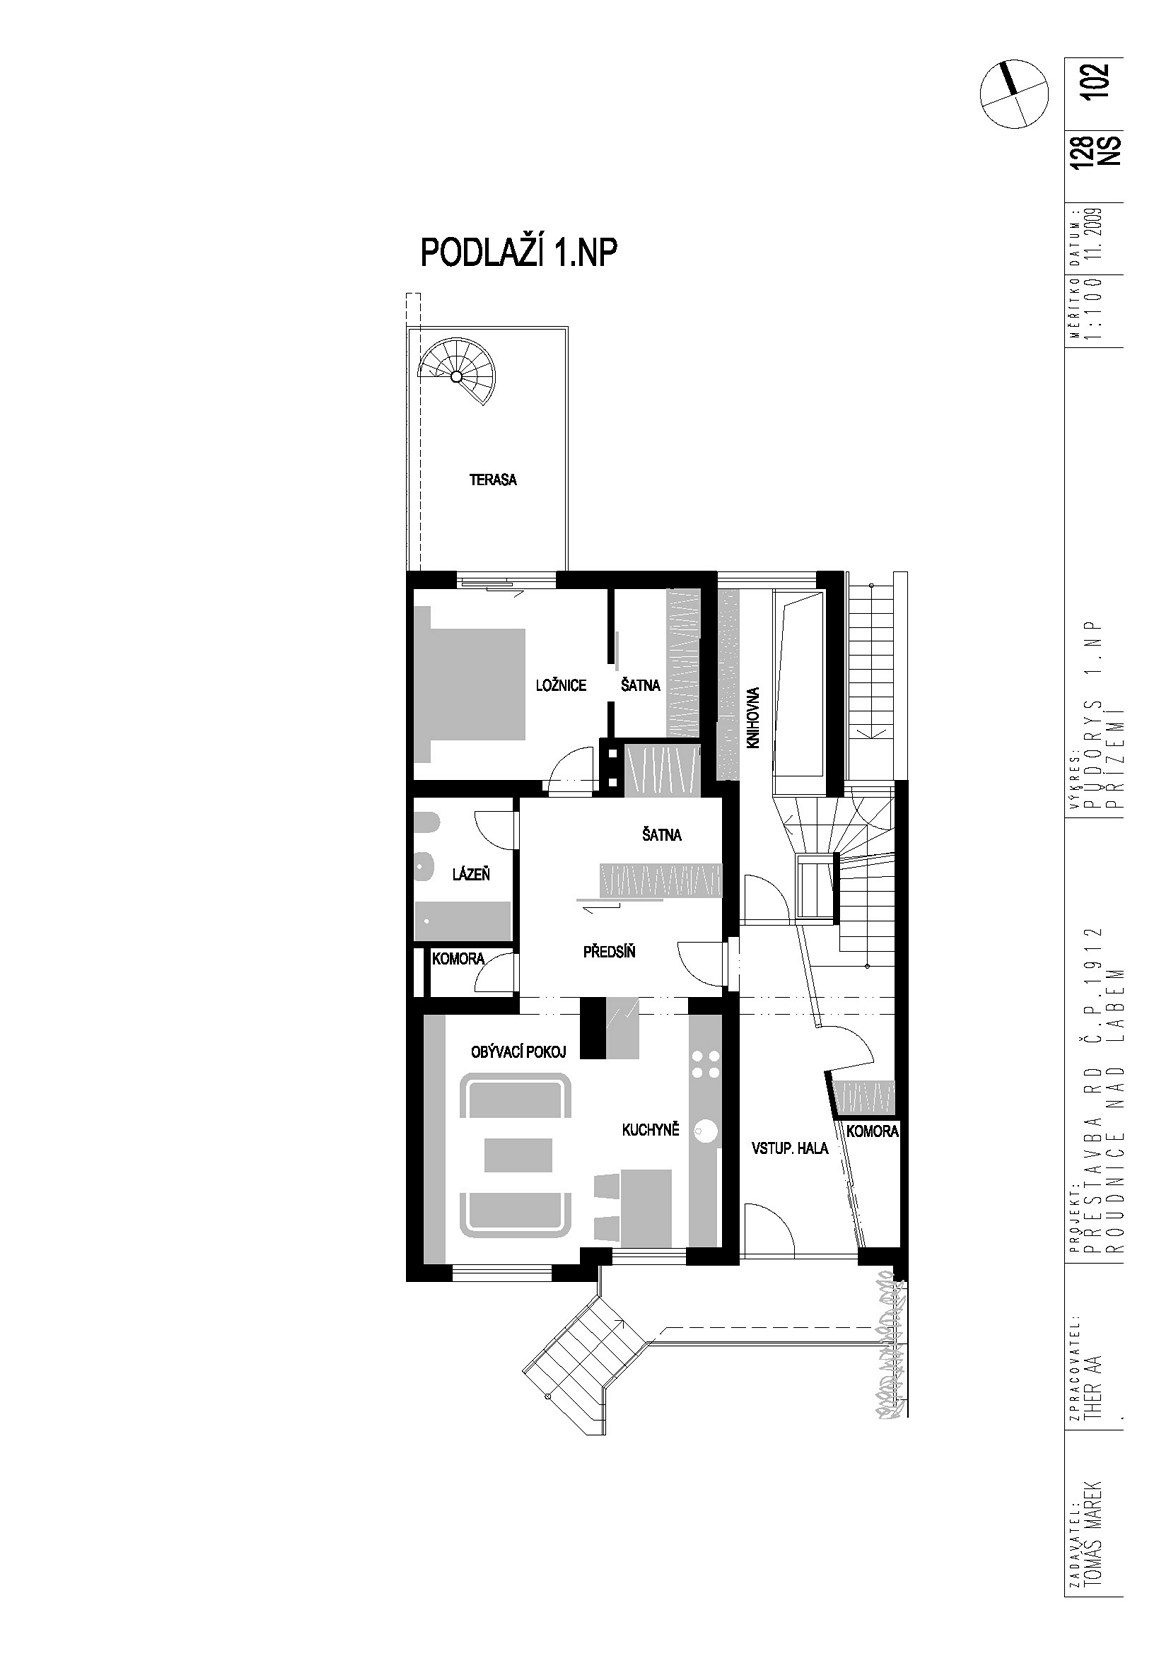 PODLAŽÍ 1.NP
TERASA
LOŽNICE
ŠATNA
KNIHOVNA
ŠATNA
LÁZEŇ
KOMORA
PŘEDSÍŇ
OBÝVACÍ POKOJ
KUCHYNĚ
VSTUP. HALA
KOMORA
ZADAVATEL:
TOMÁŠ MAREK
ZPRACOVATEL:
THER AA
.
PROJEKT:
PŘESTAVBA RD Č.P.1912
ROUDNICE NAD LABEM
VÝKRES:
PŮDORYS 1.NP
PŘÍZEMÍ
MĚŘÍTKO
1:100
DATUM:
11. 2009
128
NS
102